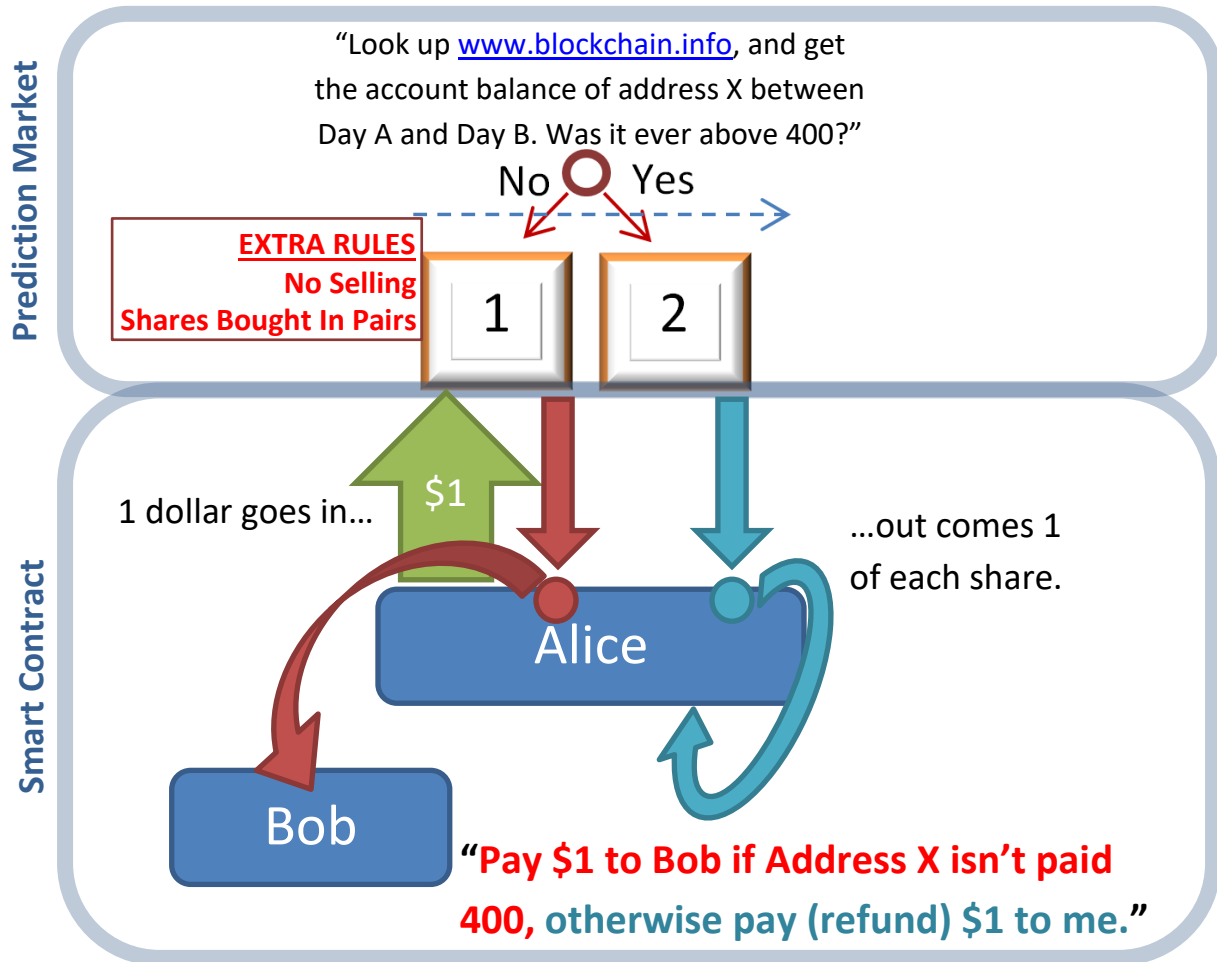 Prediction Market
“Look up www.blockchain.info, and get
the account balance of address X between
Day A and Day B. Was it ever above 400?”
No Yes
EXTRA RULES
No Selling
Shares Bought In Pairs
1 2
Smart Contract
$1
1 dollar goes in...
...out comes 1
of each share.
Alice
Bob
“Pay $1 to Bob if Address X isn’t paid
400, otherwise pay (refund) $1 to me.”